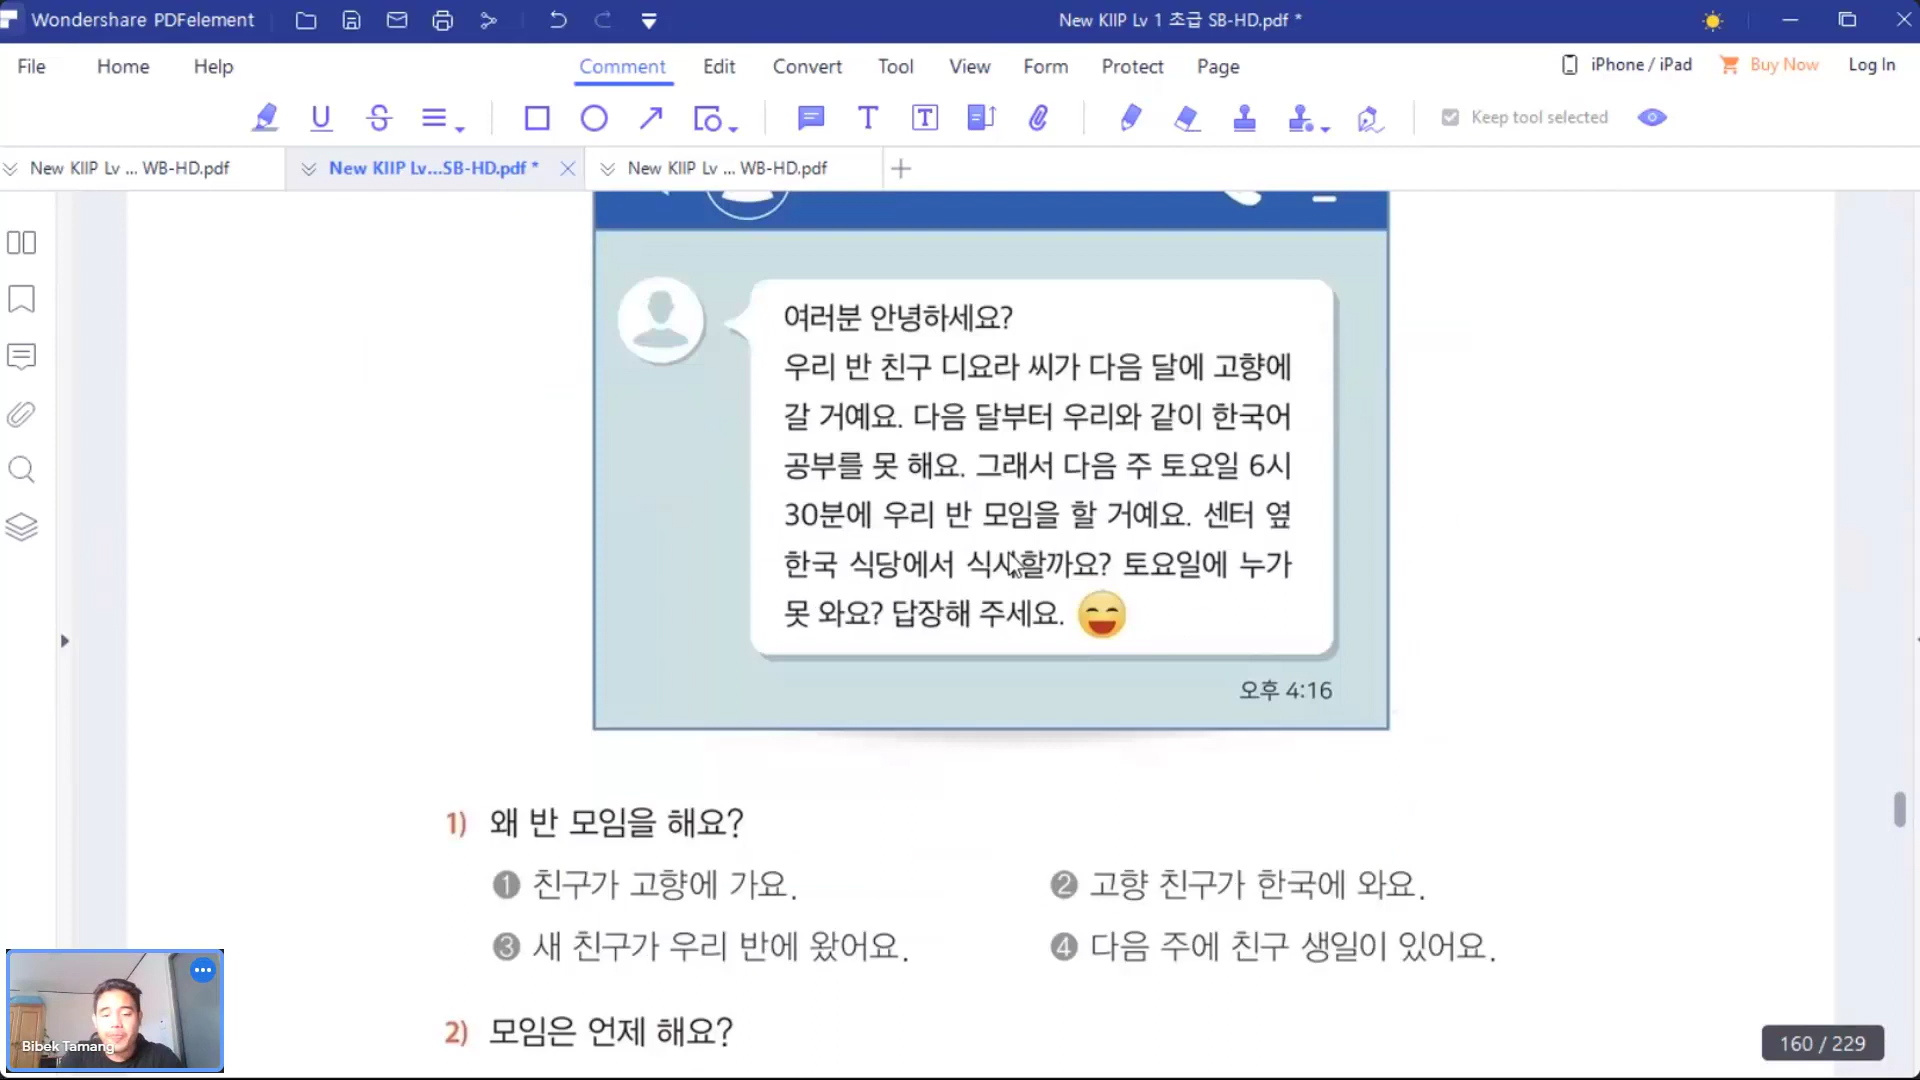 Wondershare PDFelement
New KIIP Lv 1 초급 SB-HD.pdf *
File Home Help Comment Edit Convert Tool View Form Protect Page iPhone / iPad Buy Now Log In
Keep tool selected
New KIIP Lv ... WB-HD.pdf New KIIP Lv...SB-HD.pdf * New KIIP Lv ... WB-HD.pdf
여러분 안녕하세요?
우리 반 친구 디요라 씨가 다음 달에 고향에
갈 거예요. 다음 달부터 우리와 같이 한국어
공부를 못 해요. 그래서 다음 주 토요일 6시
30분에 우리 반 모임을 할 거예요. 센터 옆
한국 식당에서 식사할까요? 토요일에 누가
못 와요? 답장해 주세요.
오후 4:16
1) 왜 반 모임을 해요?
① 친구가 고향에 가요. ② 고향 친구가 한국에 와요.
③ 새 친구가 우리 반에 왔어요. ④ 다음 주에 친구 생일이 있어요.
2) 모임은 언제 해요?
Bibek Tamang
160 / 229